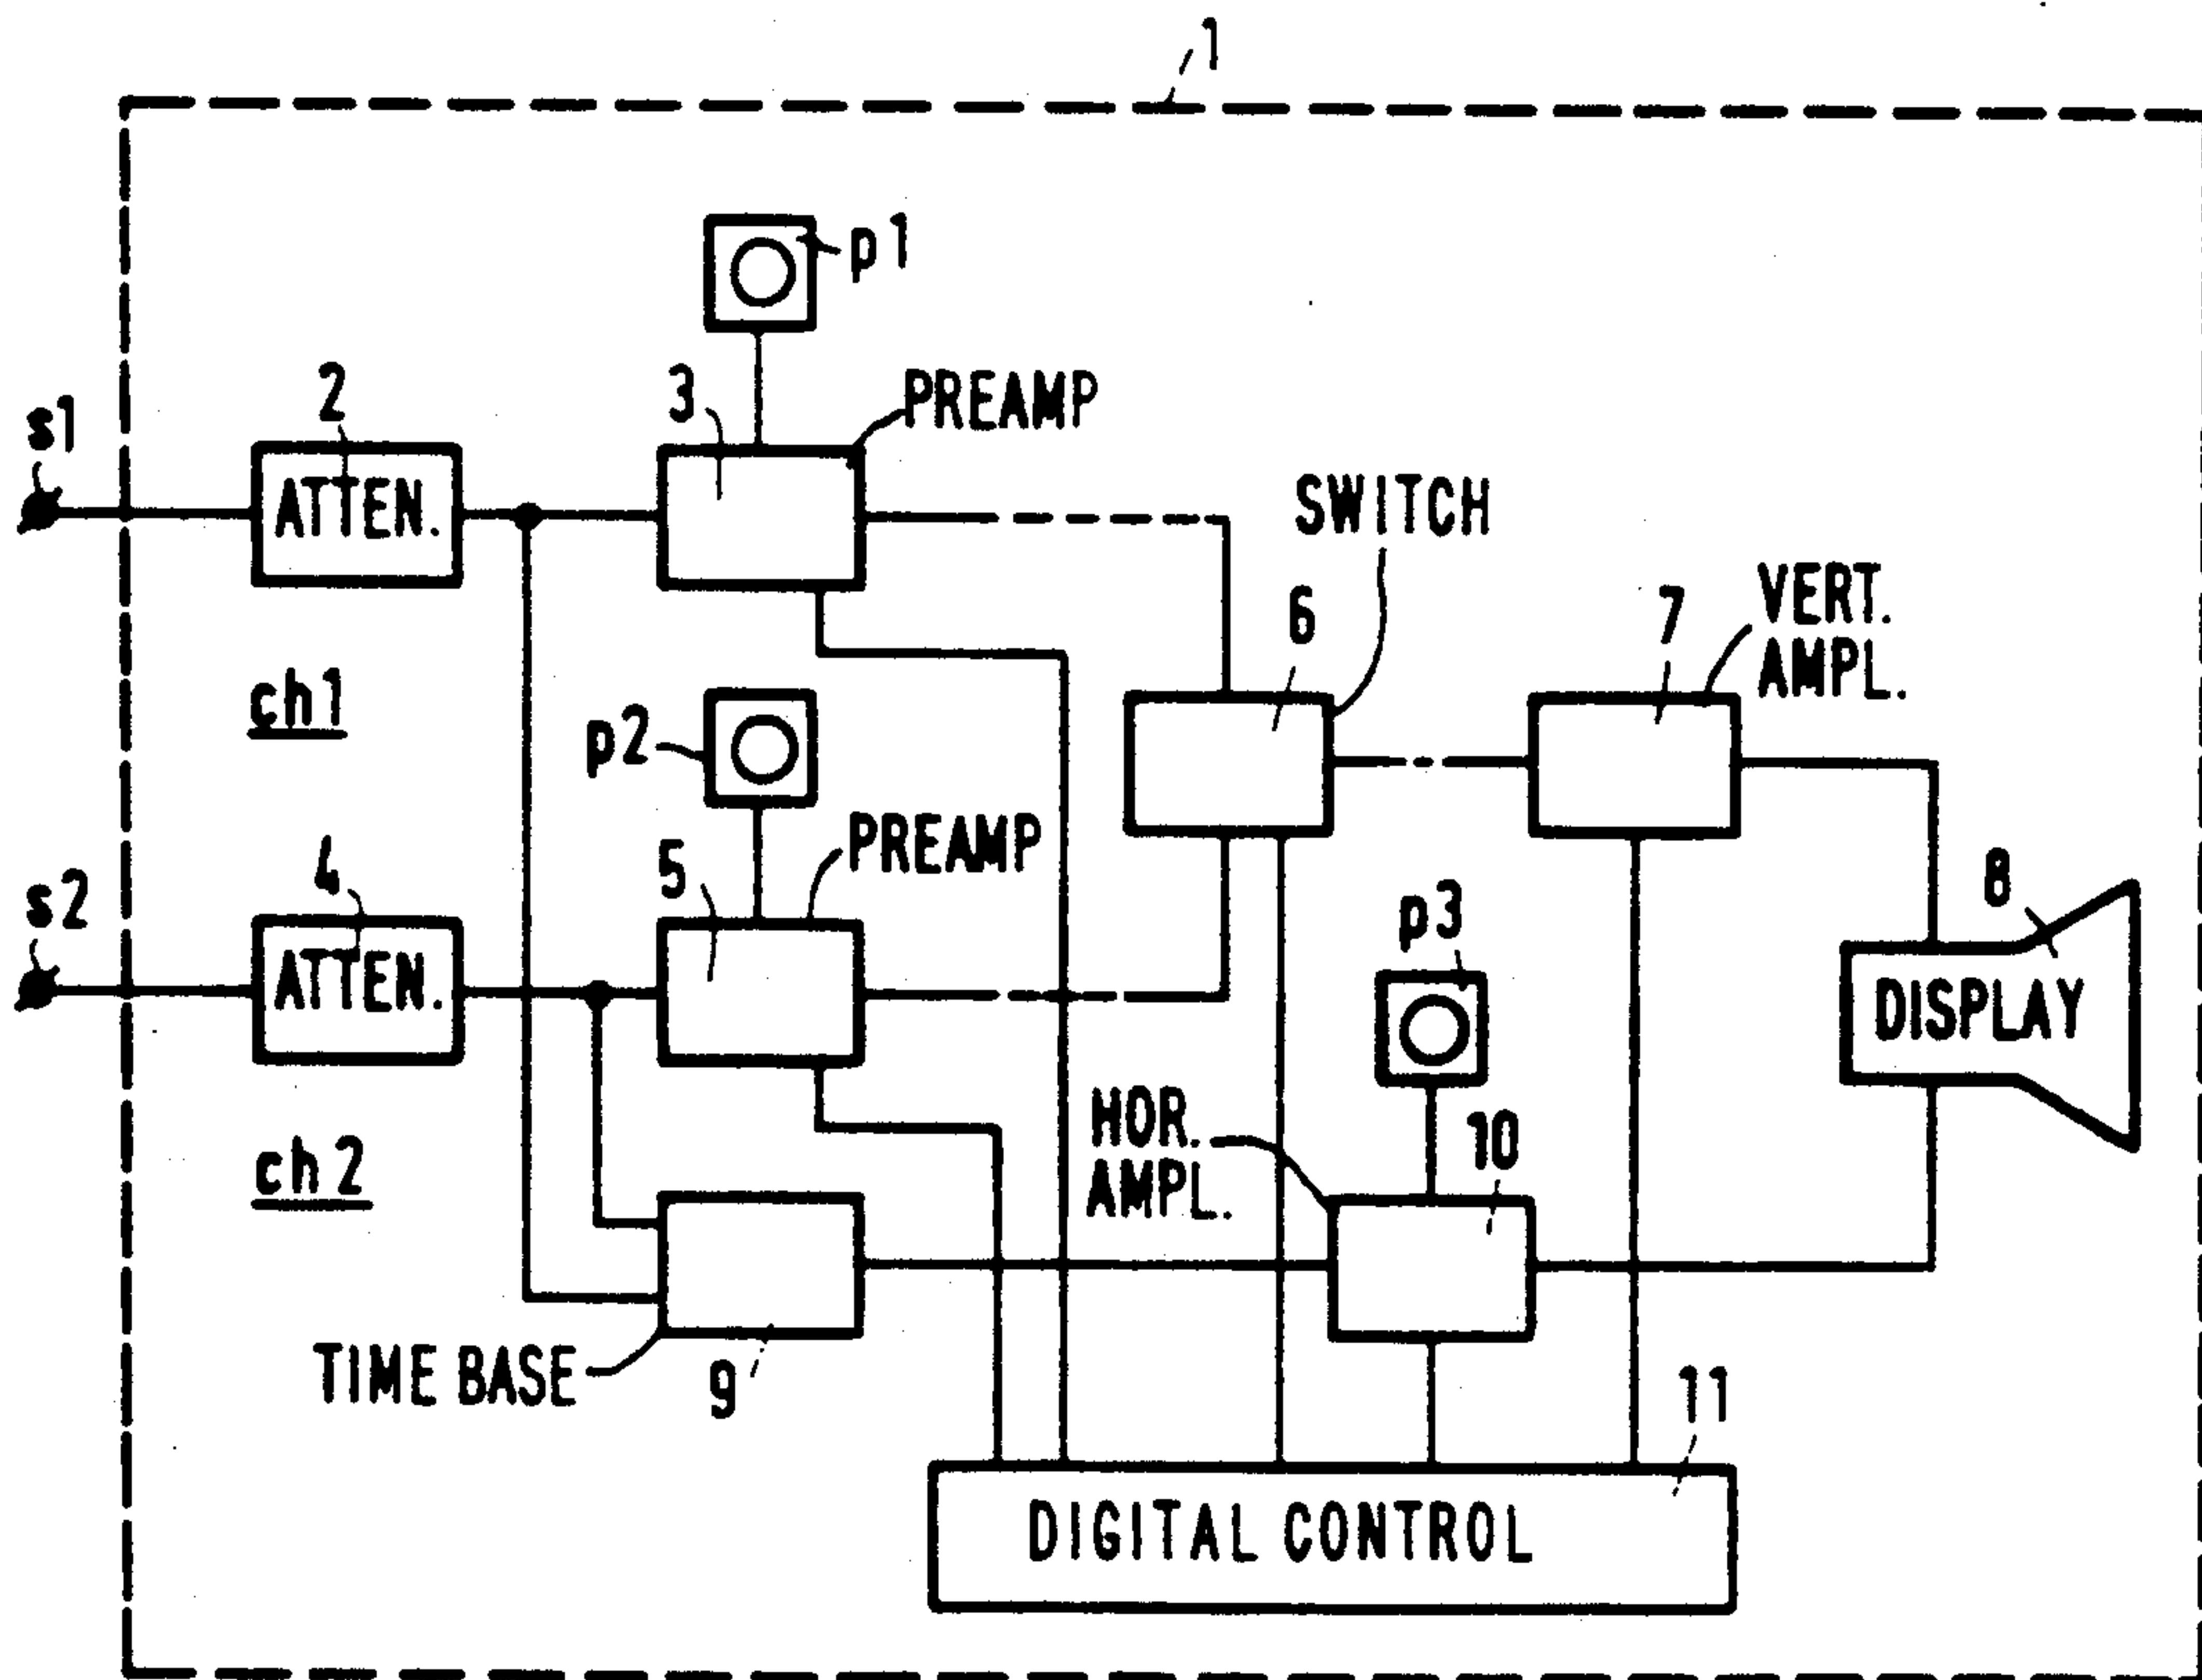 1
p1
2
3
PREAMP
s1
ATTEN.
SWITCH
6
7
VERT.
AMPL.
ch1
p2
PREAMP
4
5
8
s2
p3
ATTEN.
DISPLAY
HOR.
AMPL.
10
ch2
TIME BASE
9
11
DIGITAL CONTROL